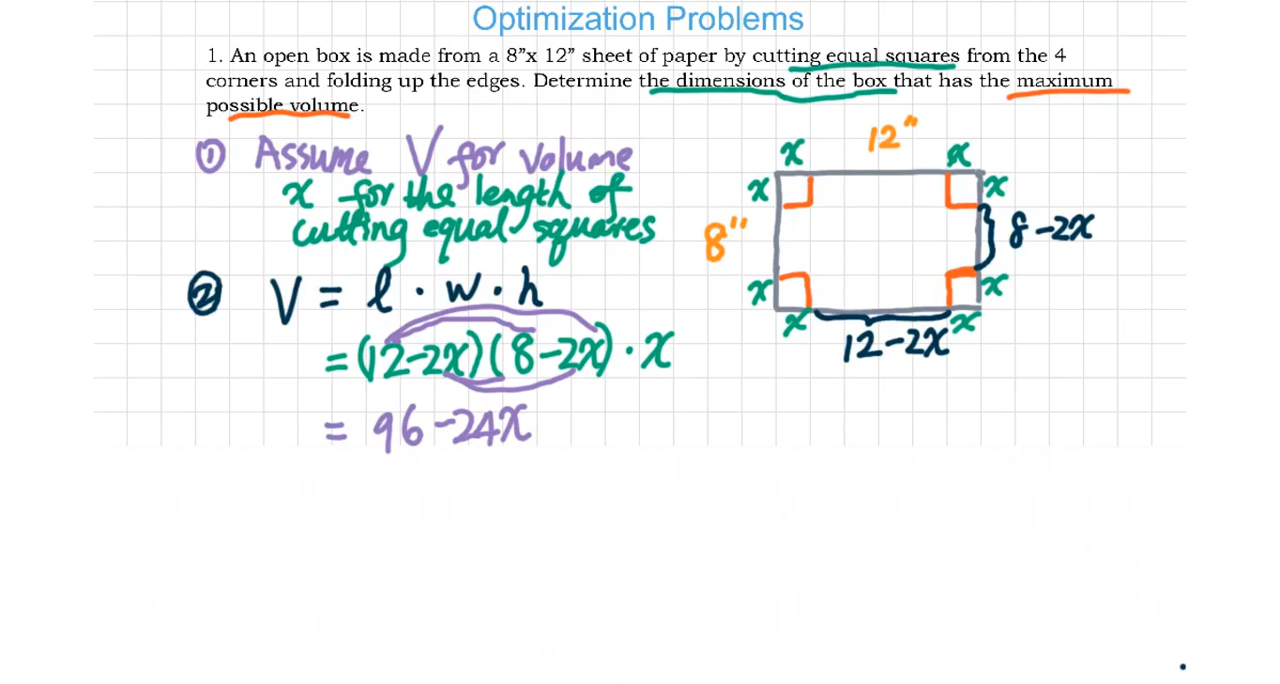 Optimization Problems
1. An open box is made from a 8”x 12” sheet of paper by cutting equal squares from the 4
corners and folding up the edges. Determine the dimensions of the box that has the maximum
possible volume.
① Assume V for Volume
x for the length of
cutting equal squares
② V = l · w · h
= (12-2x)(8-2x) · x
= 96-24x
12"
x x
x x
8"
8-2x
x x
x x
12-2x